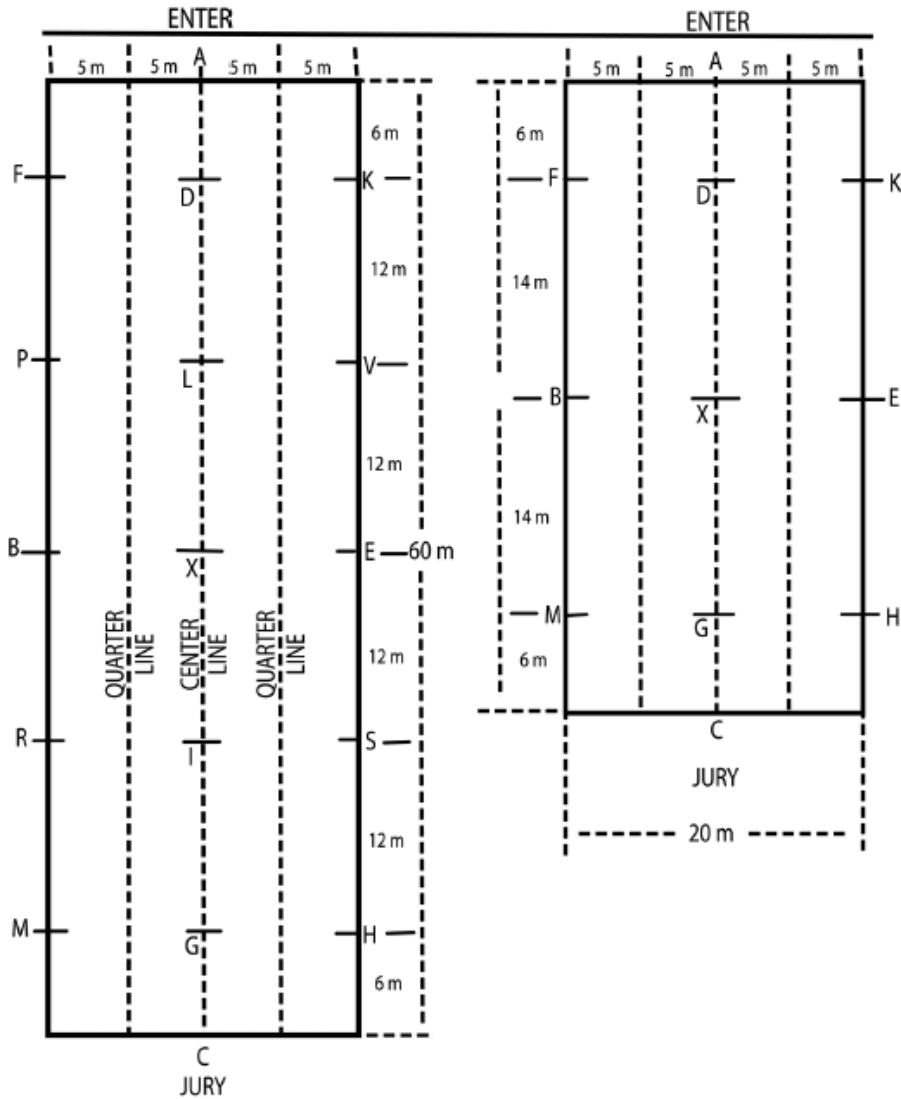 ENTER
5 m 5 m A 5 m 5 m
6 m
F D K
12 m
P L V
12 m
B X E 60 m
QUARTER LINE
CENTER LINE
QUARTER LINE
12 m
R I S
12 m
M G H
6 m
C
JURY
ENTER
5 m 5 m A 5 m 5 m
6 m
F D K
14 m
B X E
14 m
M G H
6 m
C
JURY
20 m